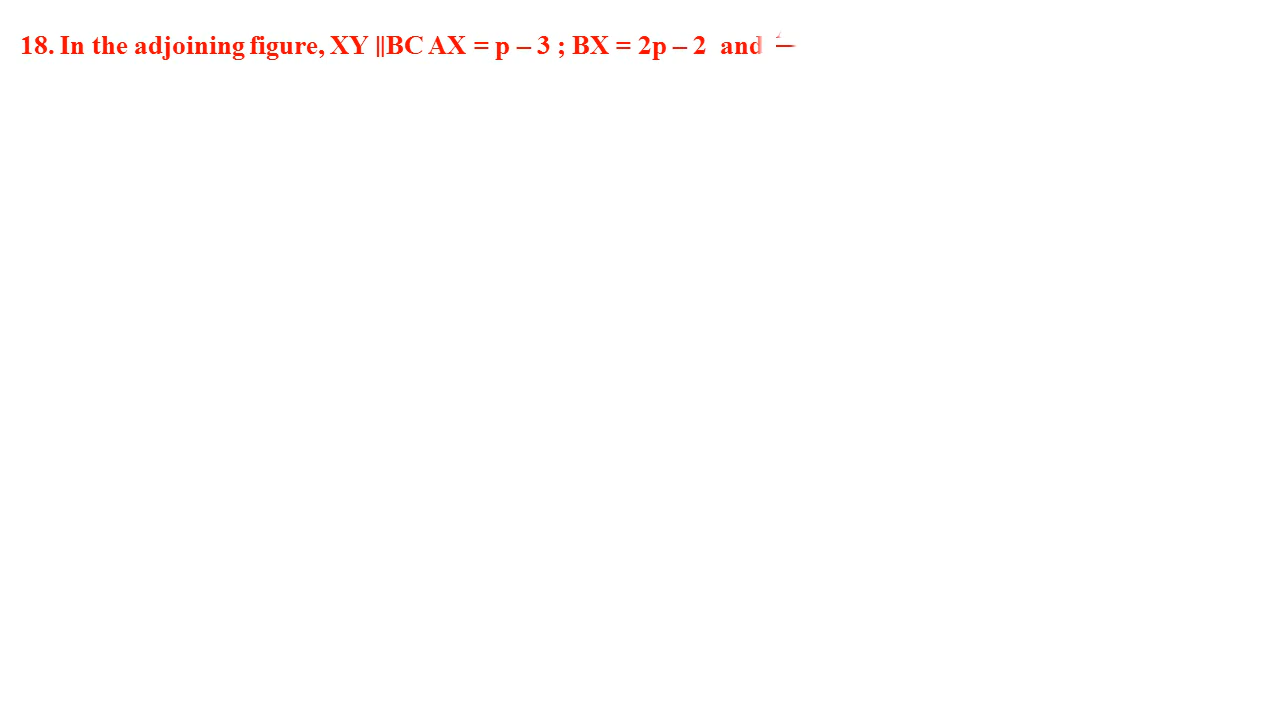 18. In the adjoining figure, XY ||BC AX = p – 3 ; BX = 2p – 2 and